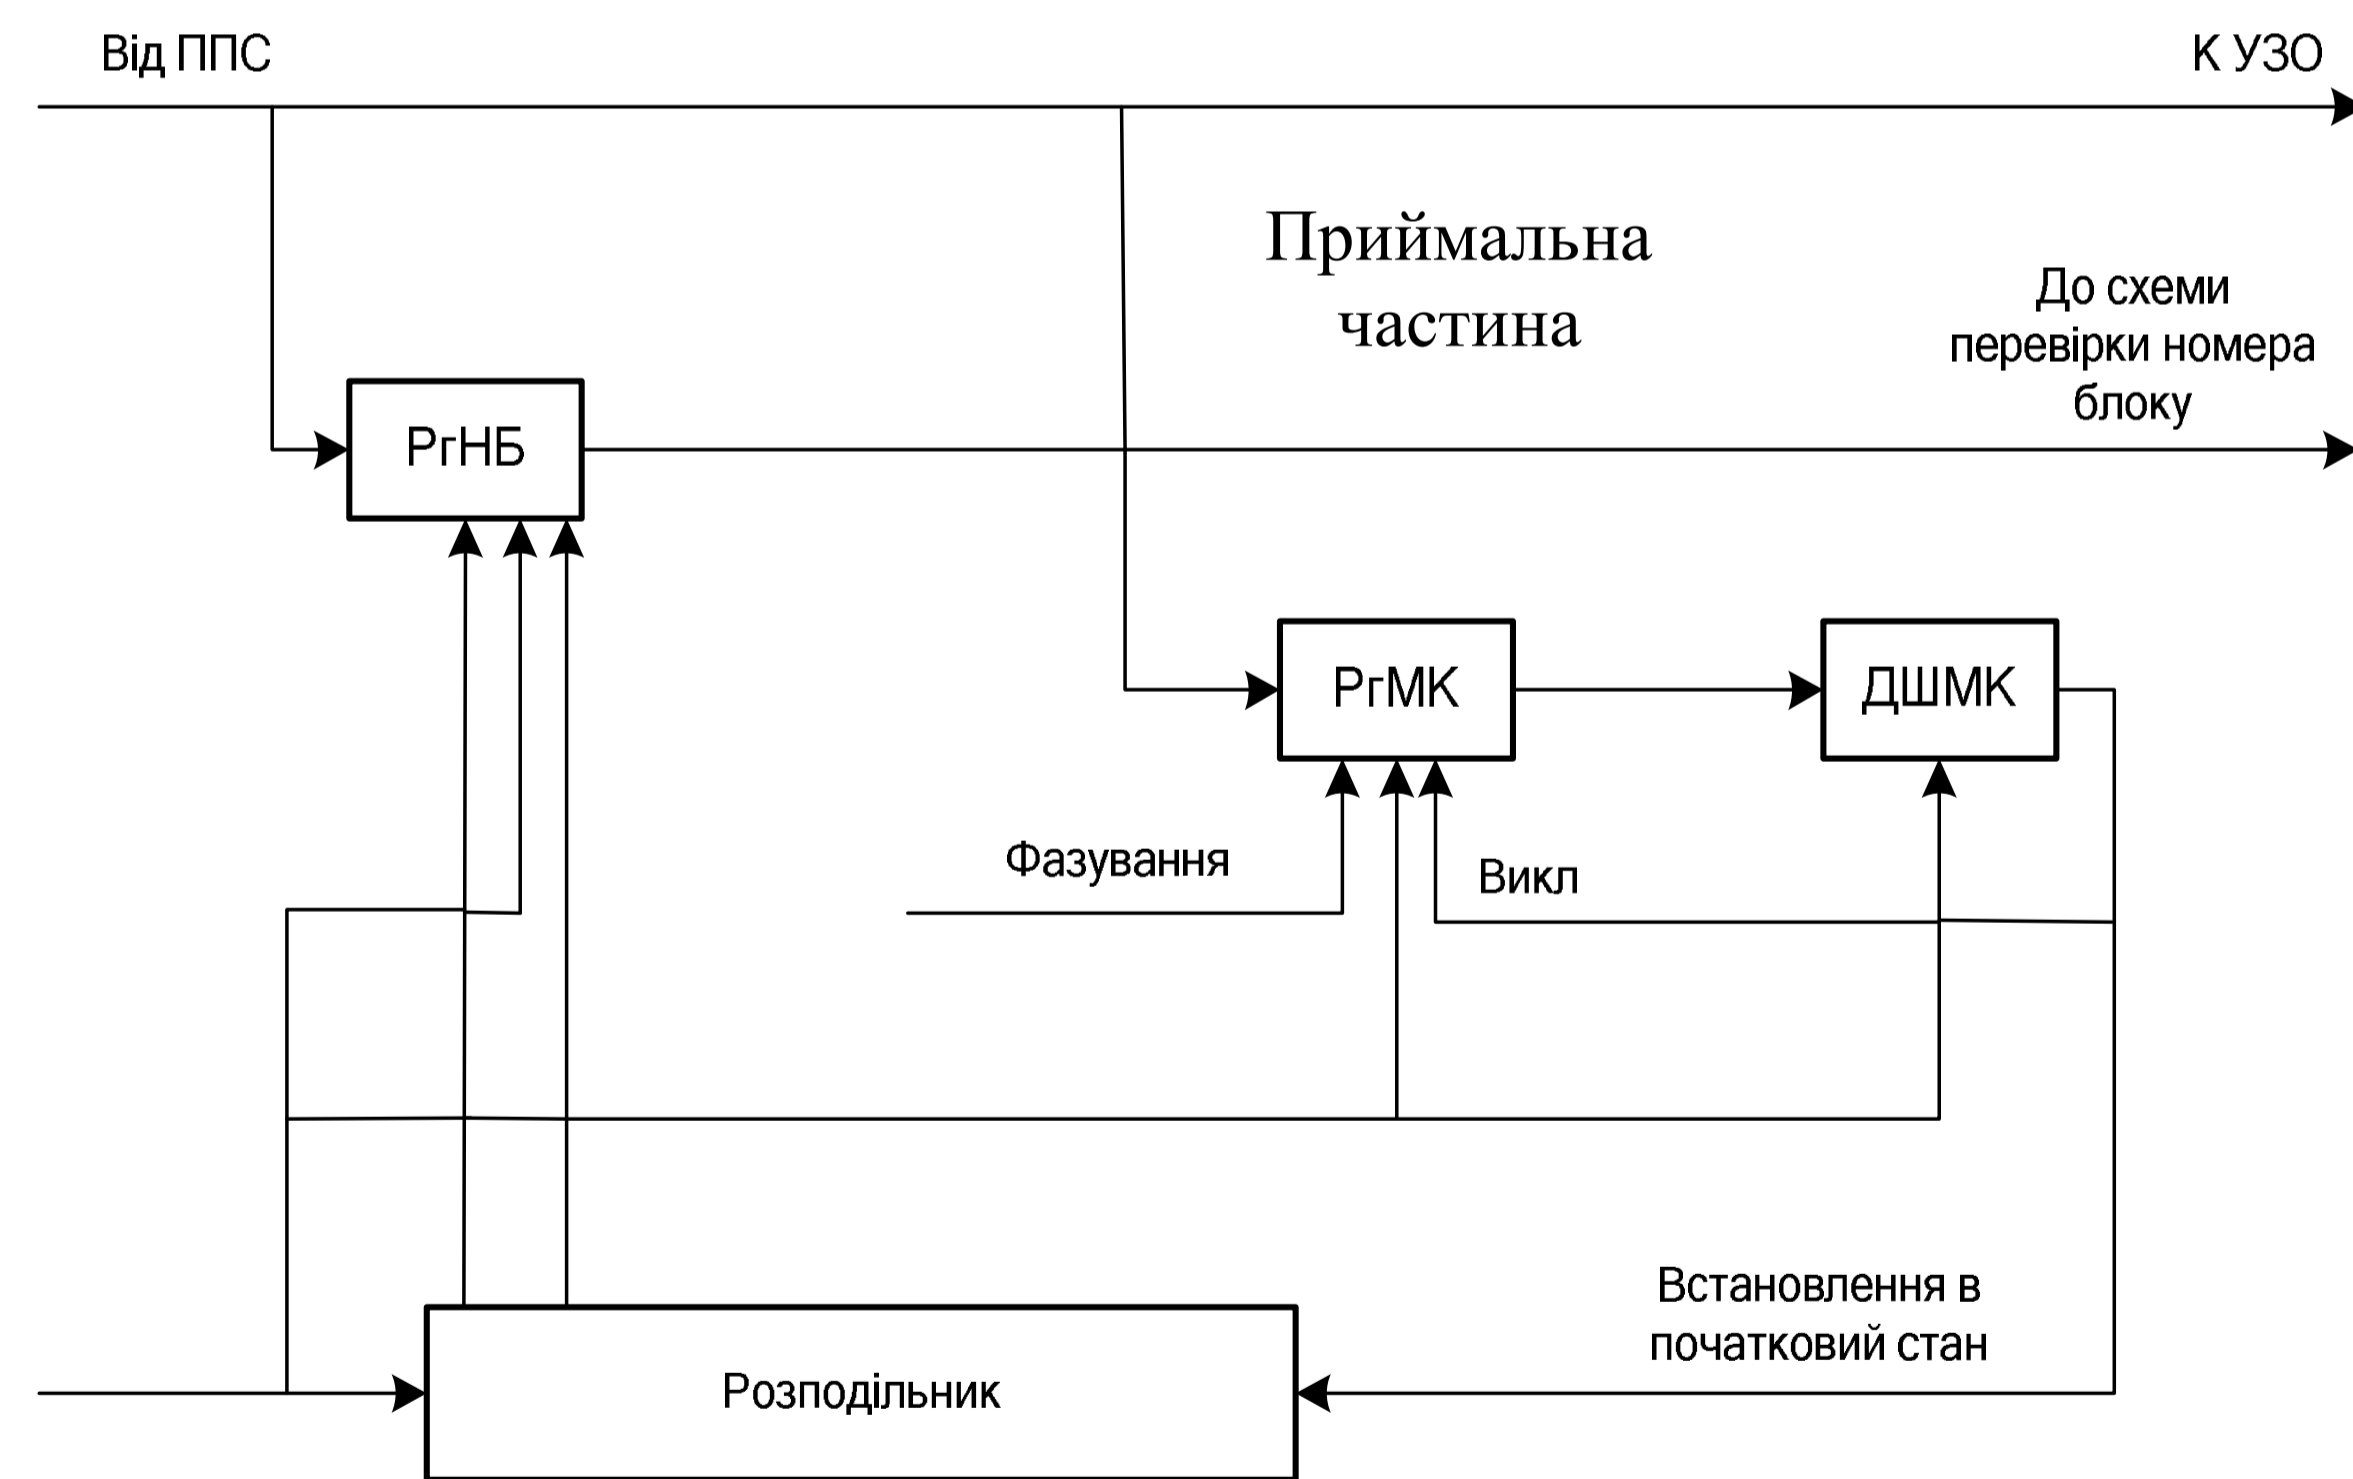 Від ППС
К УЗО
Приймальна
частина
До схеми
перевірки номера
блоку
РгНБ
РгМК
ДШМК
Фазування
Викл
Встановлення в
початковий стан
Розподільник